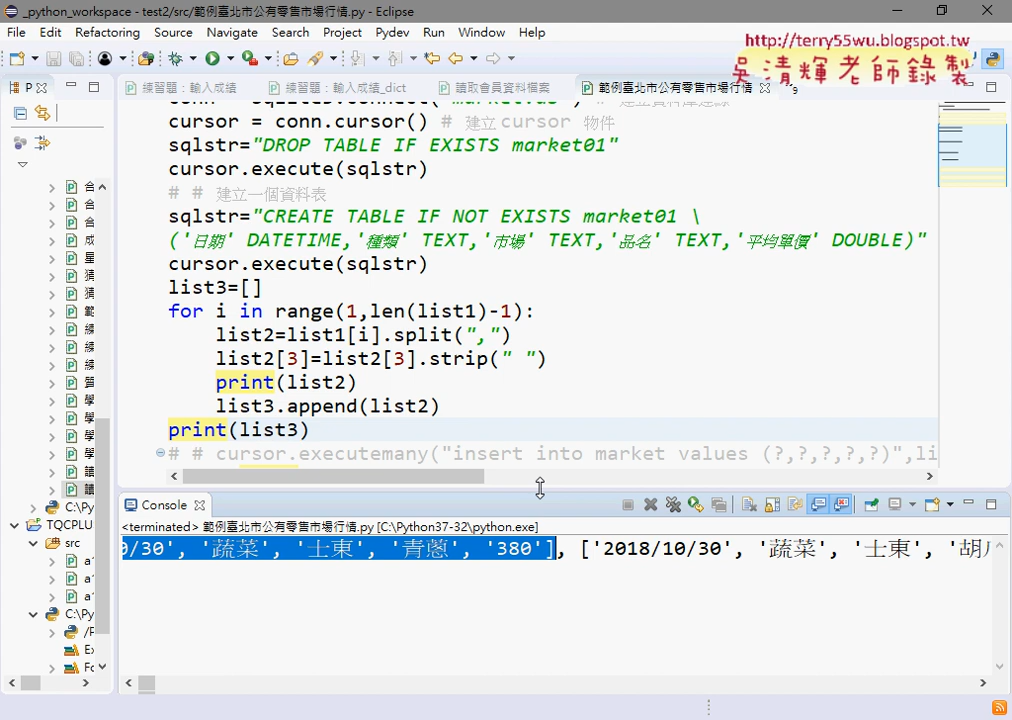 _python_workspace - test2/src/範例臺北市公有零售市場行情.py - Eclipse
File Edit Refactoring Source Navigate Search Project Pydev Run Window Help
http://terry55wu.blogspot.tw
吳清輝老師錄製
練習題：輸入成績 練習題：輸入成績_dict 讀取會員資料檔案 範例臺北市公有零售市場行情
cursor = conn.cursor() # 建立 cursor 物件
sqlstr="DROP TABLE IF EXISTS market01"
cursor.execute(sqlstr)
# # 建立一個資料表
sqlstr="CREATE TABLE IF NOT EXISTS market01 \
('日期' DATETIME,'種類' TEXT,'市場' TEXT,'品名' TEXT,'平均單價' DOUBLE)"
cursor.execute(sqlstr)
list3=[]
for i in range(1,len(list1)-1):
list2=list1[i].split(",")
list2[3]=list2[3].strip(" ")
print(list2)
list3.append(list2)
print(list3)
# # cursor.executemany("insert into market values (?,?,?,?,?)",li
Console
<terminated> 範例臺北市公有零售市場行情.py [C:\Python37-32\python.exe]
0/30', '蔬菜', '士東', '青蔥', '380'], ['2018/10/30', '蔬菜', '士東', '胡
C:\Py
TQCPLU
src
a
a
a
C:\Py
/P